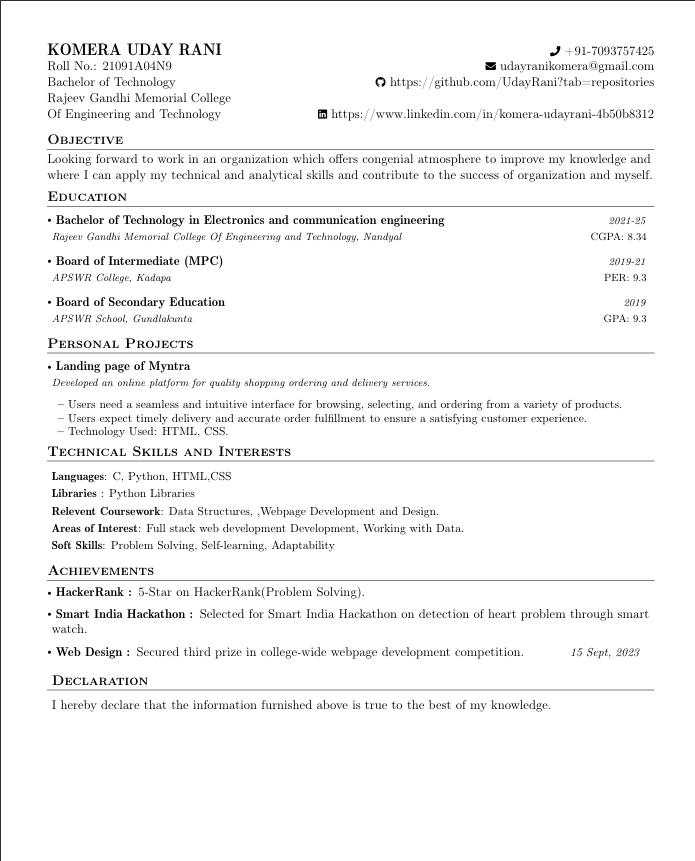 KOMERA UDAY RANI
+91-7093757425
Roll No.: 21091A04N9
udayranikomera@gmail.com
Bachelor of Technology
https://github.com/UdayRani?tab=repositories
Rajeev Gandhi Memorial College
Of Engineering and Technology
https://www.linkedin.com/in/komera-udayrani-4b50b8312
Objective
Looking forward to work in an organization which offers congenial atmosphere to improve my knowledge and
where I can apply my technical and analytical skills and contribute to the success of organization and myself.
Education
• Bachelor of Technology in Electronics and communication engineering 2021-25
Rajeev Gandhi Memorial College Of Engineering and Technology, Nandyal CGPA: 8.34
• Board of Intermediate (MPC) 2019-21
APSWR College, Kadapa PER: 9.3
• Board of Secondary Education 2019
APSWR School, Gundlakunta GPA: 9.3
Personal Projects
• Landing page of Myntra
Developed an online platform for quality shopping ordering and delivery services.
– Users need a seamless and intuitive interface for browsing, selecting, and ordering from a variety of products.
– Users expect timely delivery and accurate order fulfillment to ensure a satisfying customer experience.
– Technology Used: HTML, CSS.
Technical Skills and Interests
Languages: C, Python, HTML,CSS
Libraries : Python Libraries
Relevent Coursework: Data Structures, ,Webpage Development and Design.
Areas of Interest: Full stack web development Development, Working with Data.
Soft Skills: Problem Solving, Self-learning, Adaptability
Achievements
• HackerRank : 5-Star on HackerRank(Problem Solving).
• Smart India Hackathon : Selected for Smart India Hackathon on detection of heart problem through smart
watch.
• Web Design : Secured third prize in college-wide webpage development competition. 15 Sept, 2023
Declaration
I hereby declare that the information furnished above is true to the best of my knowledge.